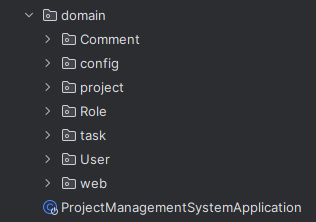 domain
Comment
config
project
Role
task
User
web
ProjectManagementSystemApplication